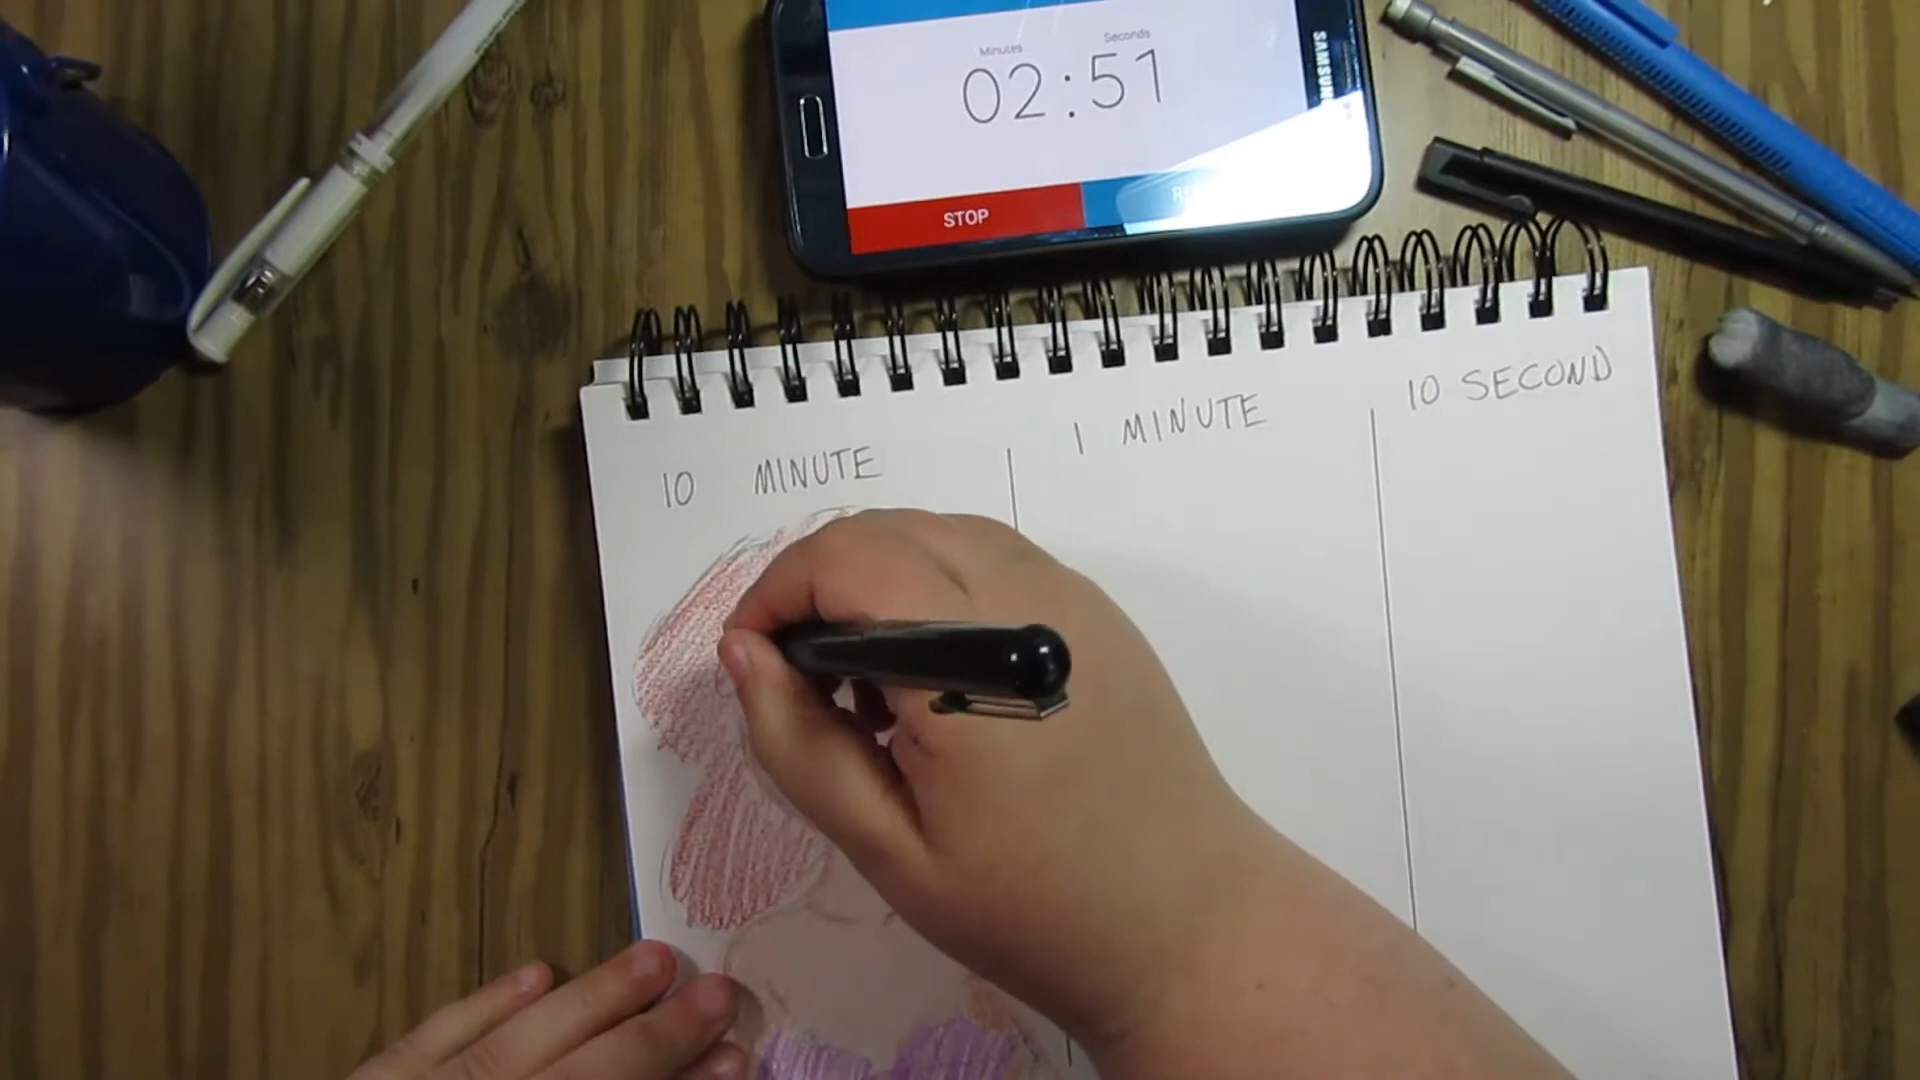 Minutes Seconds
02:51
STOP
SAMSUNG
10 MINUTE
1 MINUTE
10 SECOND